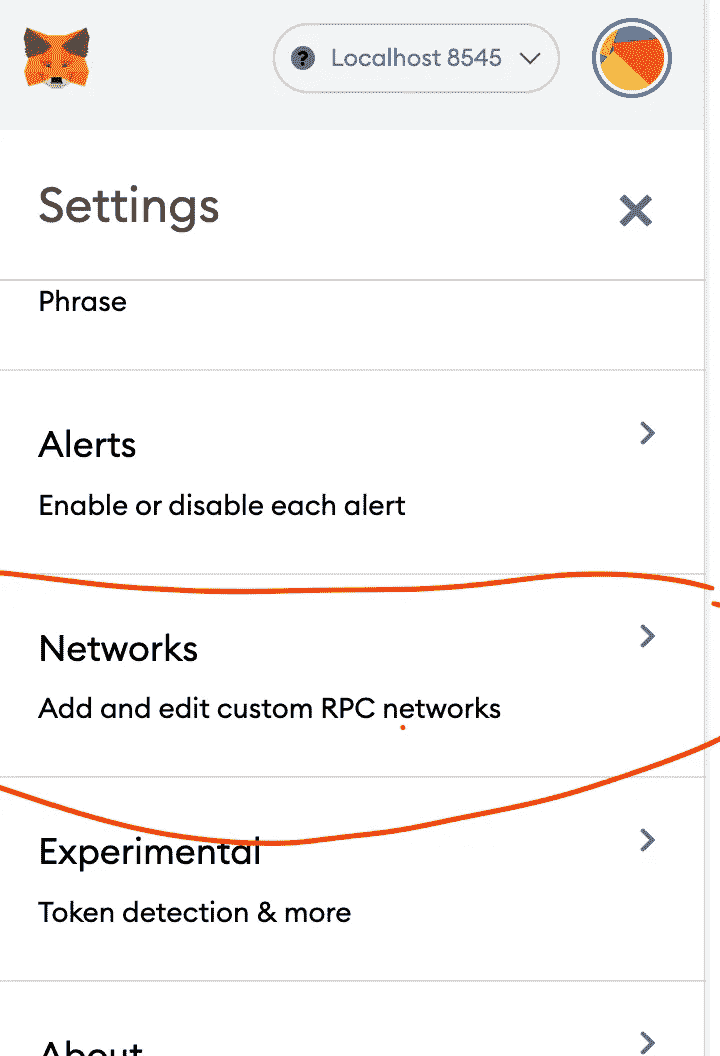 ? Localhost 8545
Settings
Phrase
Alerts
Enable or disable each alert
Networks
Add and edit custom RPC networks
Experimental
Token detection & more
About